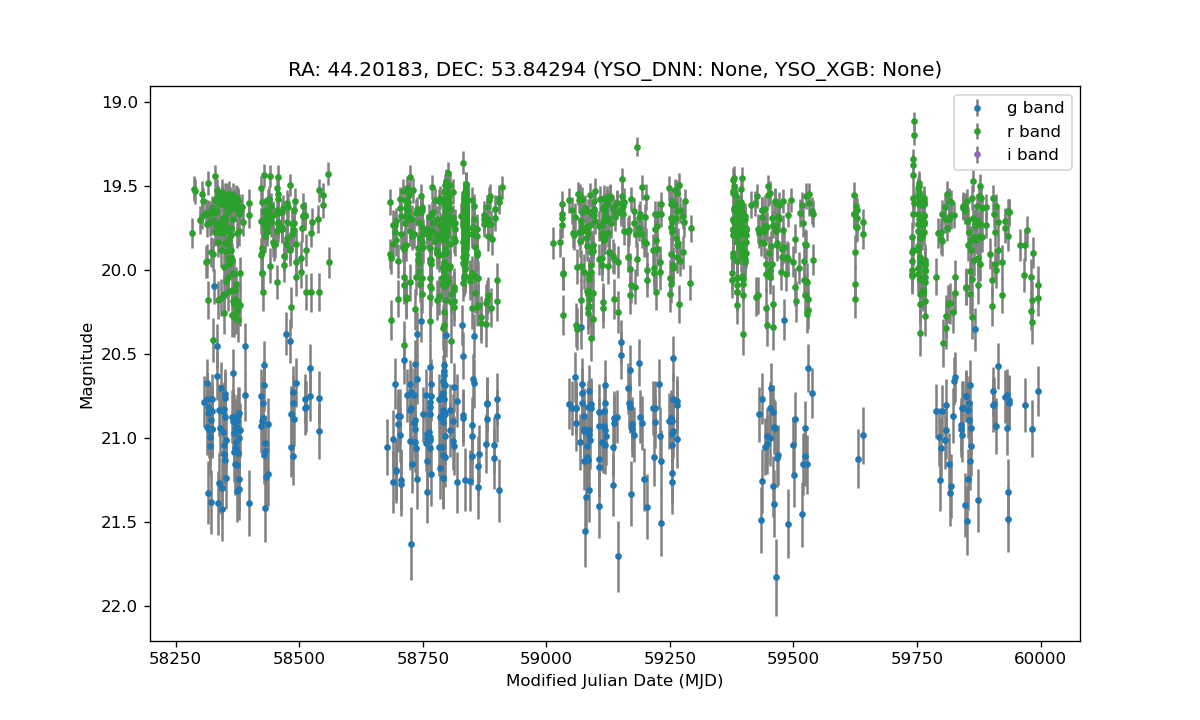 RA: 44.20183, DEC: 53.84294 (YSO_DNN: None, YSO_XGB: None)
g band
r band
i band
19.0
19.5
20.0
20.5
21.0
21.5
22.0
Magnitude
58250
58500
58750
59000
59250
59500
59750
60000
Modified Julian Date (MJD)